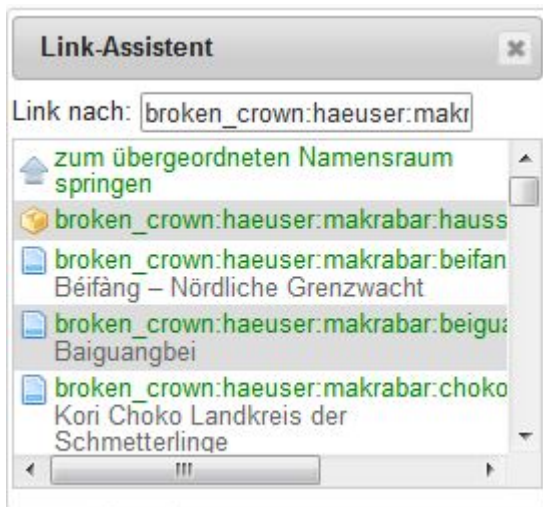 Link-Assistent
Link nach: broken_crown:haeuser:makr
zum übergeordneten Namensraum
springen
broken_crown:haeuser:makrabar:hauss
broken_crown:haeuser:makrabar:beifan
Béifàng – Nördliche Grenzwacht
broken_crown:haeuser:makrabar:beigua
Baiguangbei
broken_crown:haeuser:makrabar:choko
Kori Choko Landkreis der
Schmetterlinge